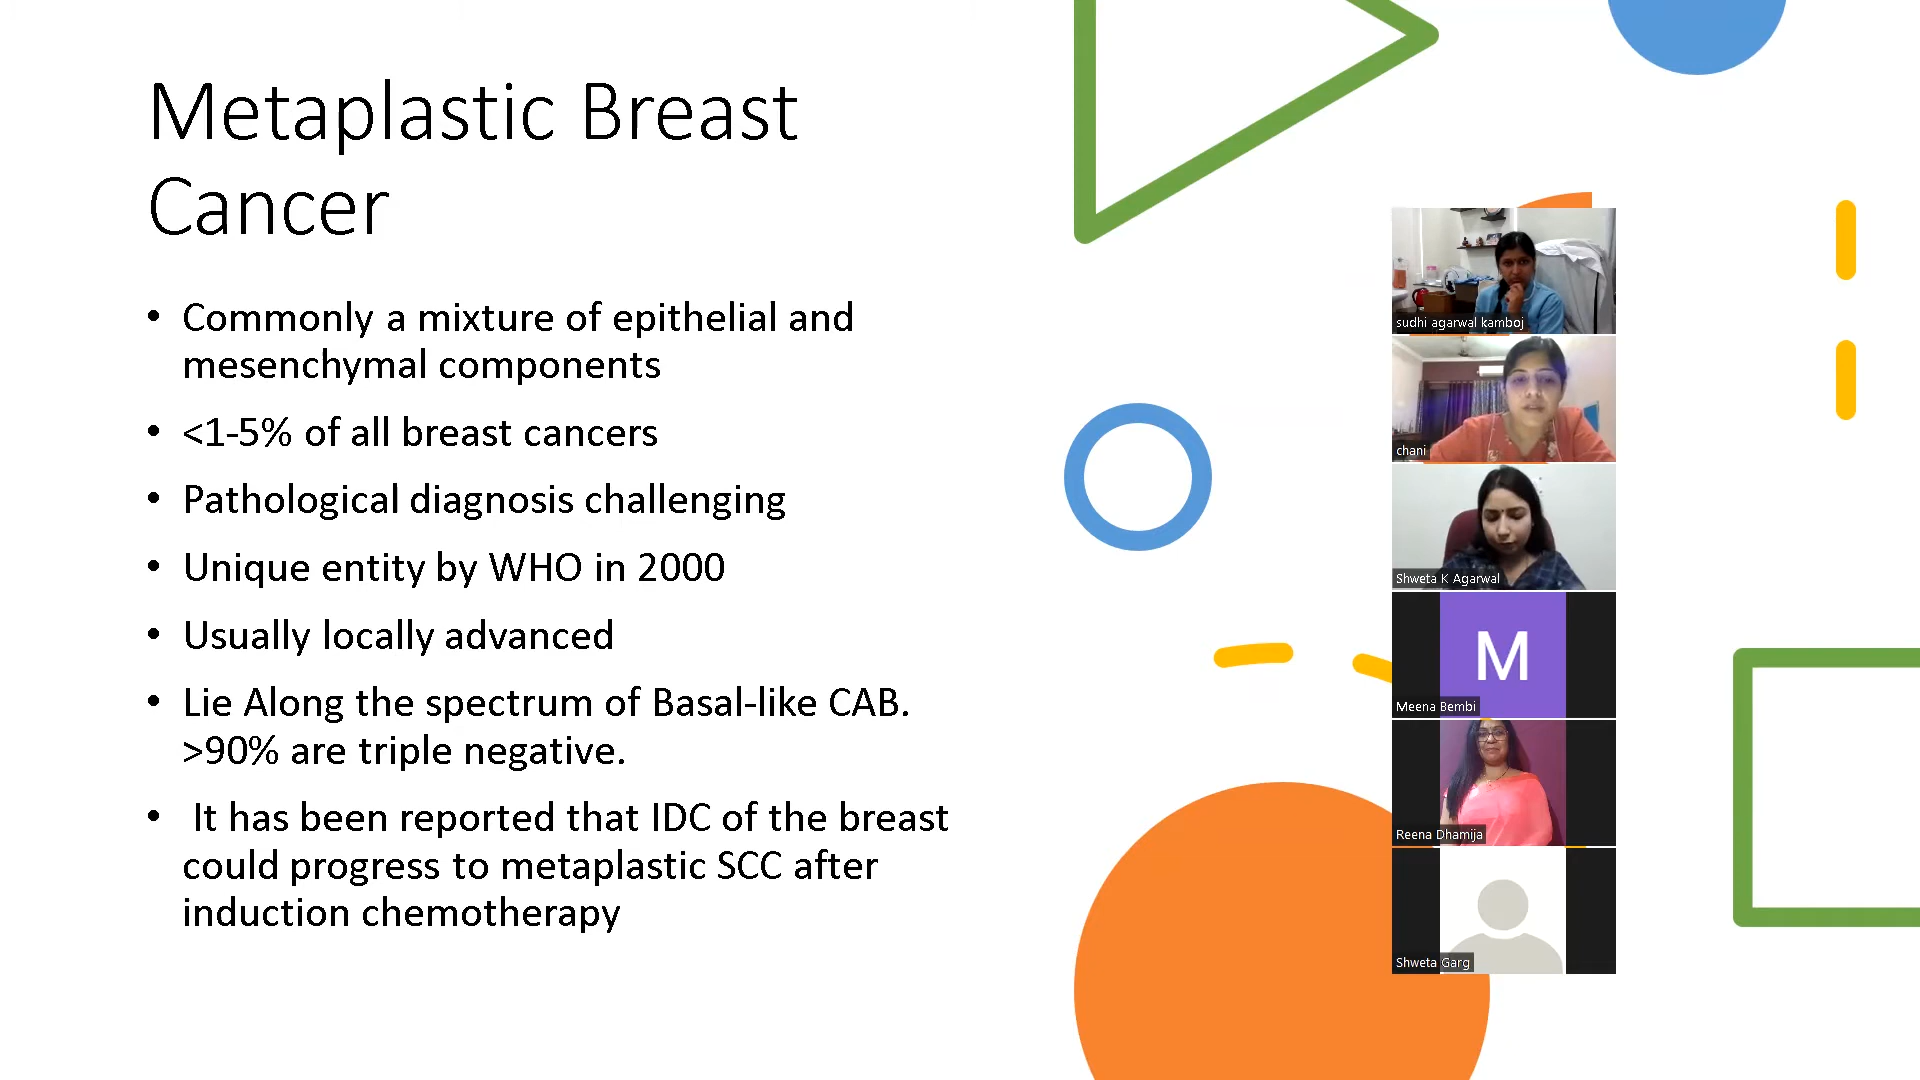 Metaplastic Breast
Cancer
• Commonly a mixture of epithelial and
mesenchymal components
• <1-5% of all breast cancers
• Pathological diagnosis challenging
• Unique entity by WHO in 2000
• Usually locally advanced
• Lie Along the spectrum of Basal-like CAB.
>90% are triple negative.
• It has been reported that IDC of the breast
could progress to metaplastic SCC after
induction chemotherapy
sudhi agarwal kamboj
chani
Shweta K Agarwal
M
Meena Bembi
Reena Dhamija
Shweta Garg